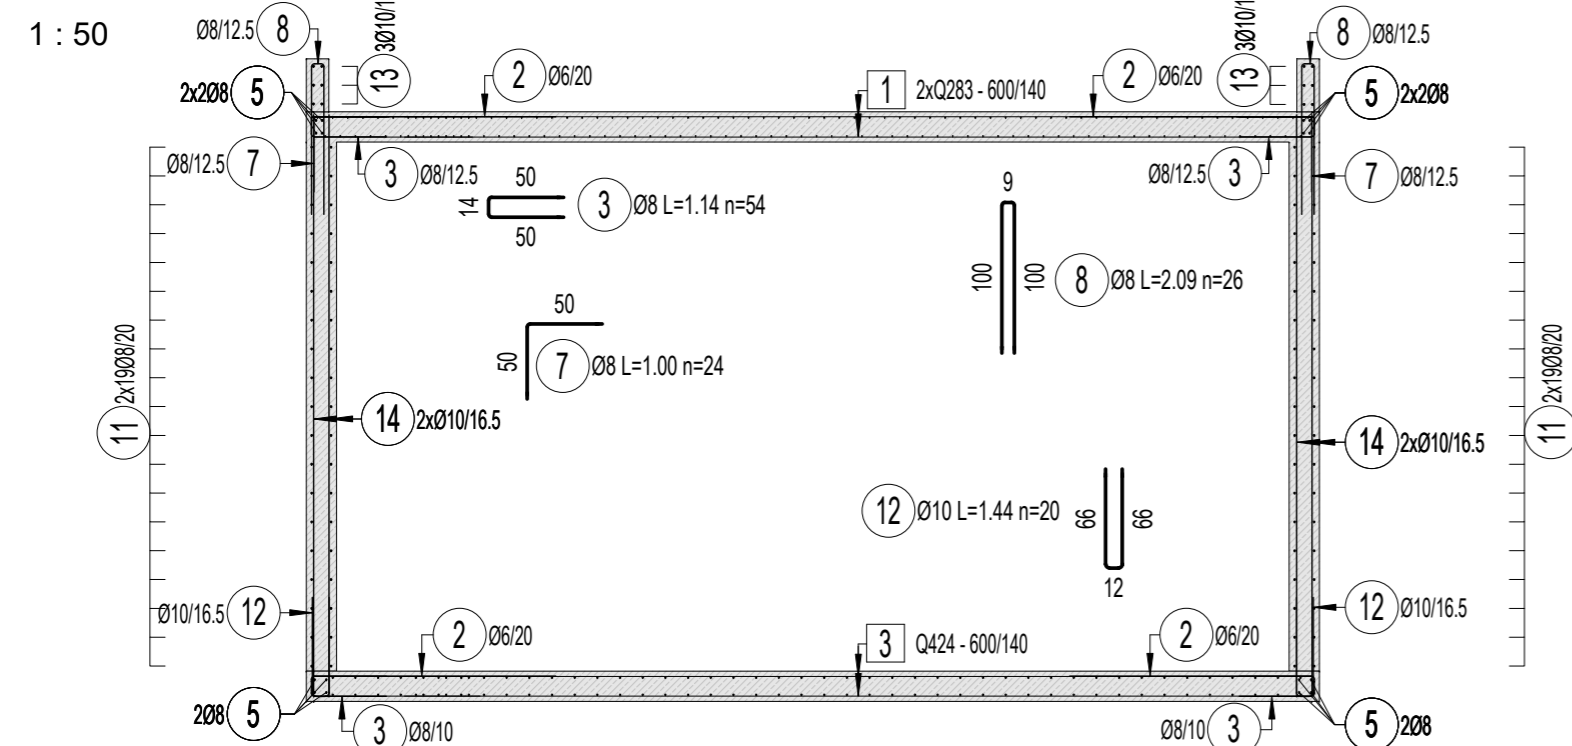 1 : 50
Ø8/12.5 8
3Ø10/1
13
2 Ø6/20
1 2xQ283 - 600/140
2 Ø6/20
3Ø10/1
13
8 Ø8/12.5
2x2Ø8 5
5 2x2Ø8
Ø8/12.5 7
3 Ø8/12.5
Ø8/12.5 3
7 Ø8/12.5
50
14
50
3 Ø8 L=1.14 n=54
9
100
100
8 Ø8 L=2.09 n=26
50
50
7 Ø8 L=1.00 n=24
11 2x19Ø8/20
11 2x19Ø8/20
14 2xØ10/16.5
14 2xØ10/16.5
12 Ø10 L=1.44 n=20
66
66
12
Ø10/16.5 12
12 Ø10/16.5
2 Ø6/20
3 Q424 - 600/140
2 Ø6/20
2Ø8 5
3 Ø8/10
Ø8/10 3
5 2Ø8